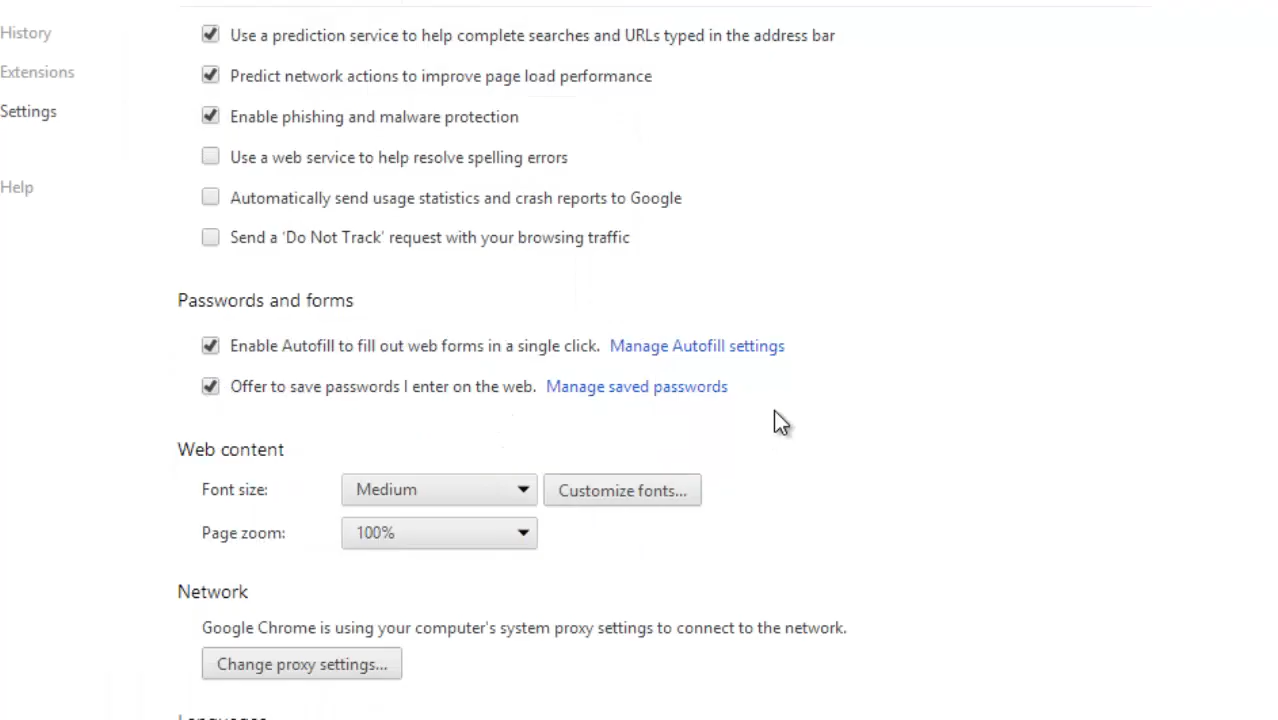 History
Extensions
Settings
Help
Use a prediction service to help complete searches and URLs typed in the address bar
Predict network actions to improve page load performance
Enable phishing and malware protection
Use a web service to help resolve spelling errors
Automatically send usage statistics and crash reports to Google
Send a 'Do Not Track' request with your browsing traffic
Passwords and forms
Enable Autofill to fill out web forms in a single click. Manage Autofill settings
Offer to save passwords I enter on the web. Manage saved passwords
Web content
Font size: Medium Customize fonts...
Page zoom: 100%
Network
Google Chrome is using your computer's system proxy settings to connect to the network.
Change proxy settings...